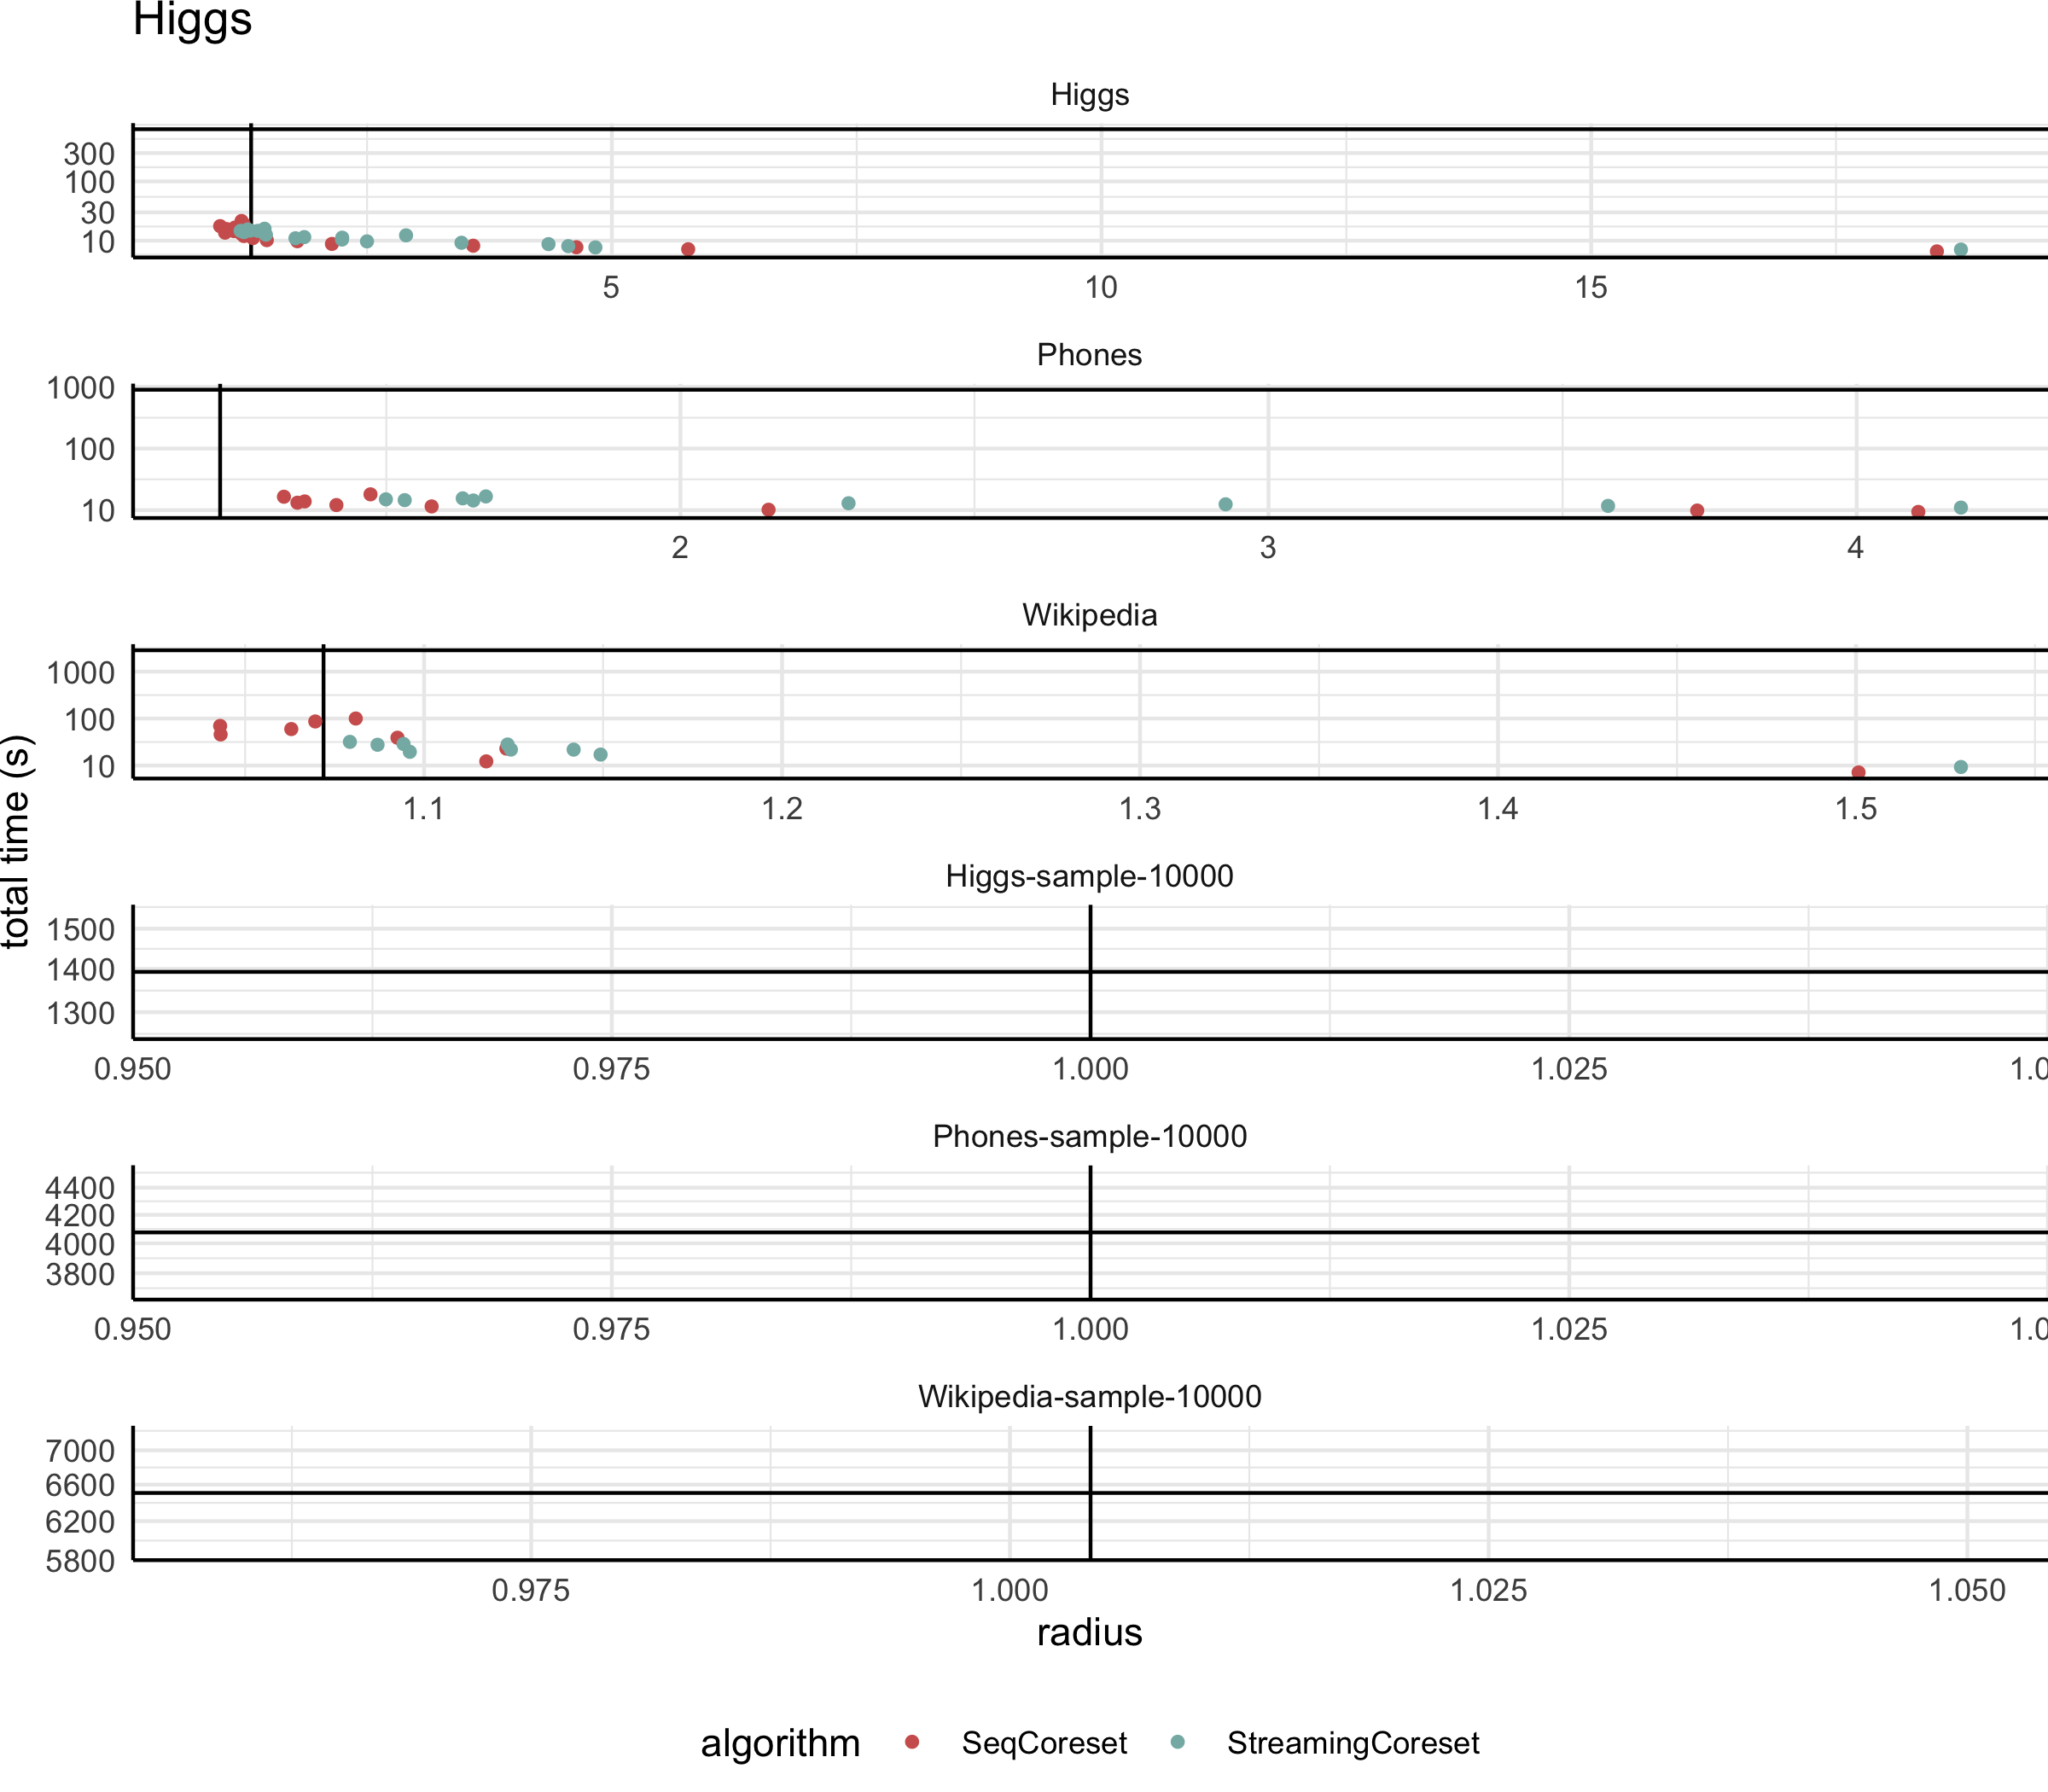 Higgs
Higgs
300
100
30
10
5 10 15
Phones
1000
100
10
2 3 4
Wikipedia
1000
100
10
1.1 1.2 1.3 1.4 1.5
total time (s)
Higgs-sample-10000
1500
1400
1300
0.950 0.975 1.000 1.025 1.0
Phones-sample-10000
4400
4200
4000
3800
0.950 0.975 1.000 1.025 1.0
Wikipedia-sample-10000
7000
6600
6200
5800
0.975 1.000 1.025 1.050
radius
algorithm SeqCoreset StreamingCoreset